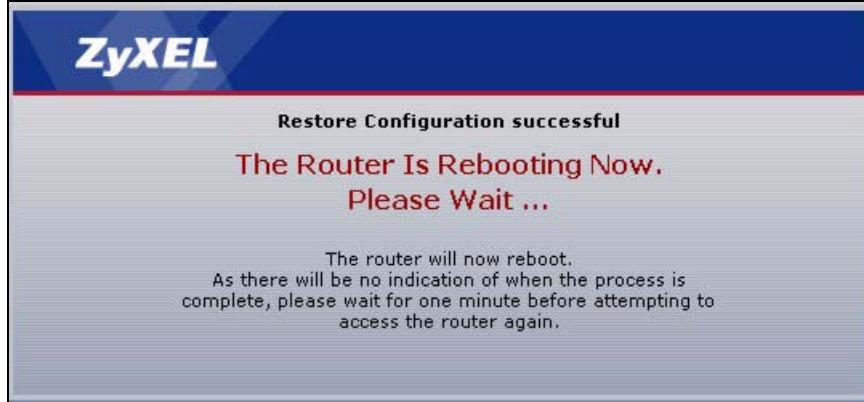 ZyXEL
Restore Configuration successful
The Router Is Rebooting Now.
Please Wait ...
The router will now reboot.
As there will be no indication of when the process is
complete, please wait for one minute before attempting to
access the router again.